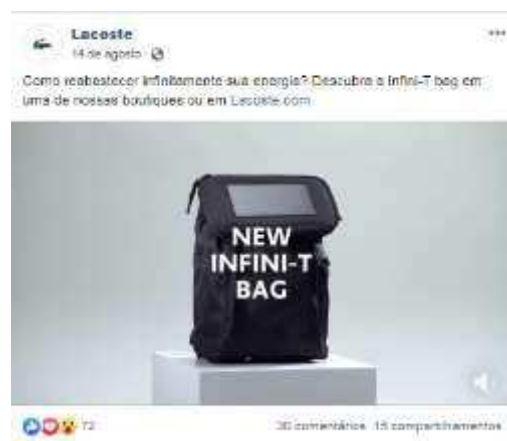 Lacoste
14 de agosto
Como reabastecer infinitamente sua energia? Descubra a Infini-T bag em
uma de nossas boutiques ou em Lacoste.com
NEW
INFINI-T
BAG
72
30 comentários 15 compartilhamentos